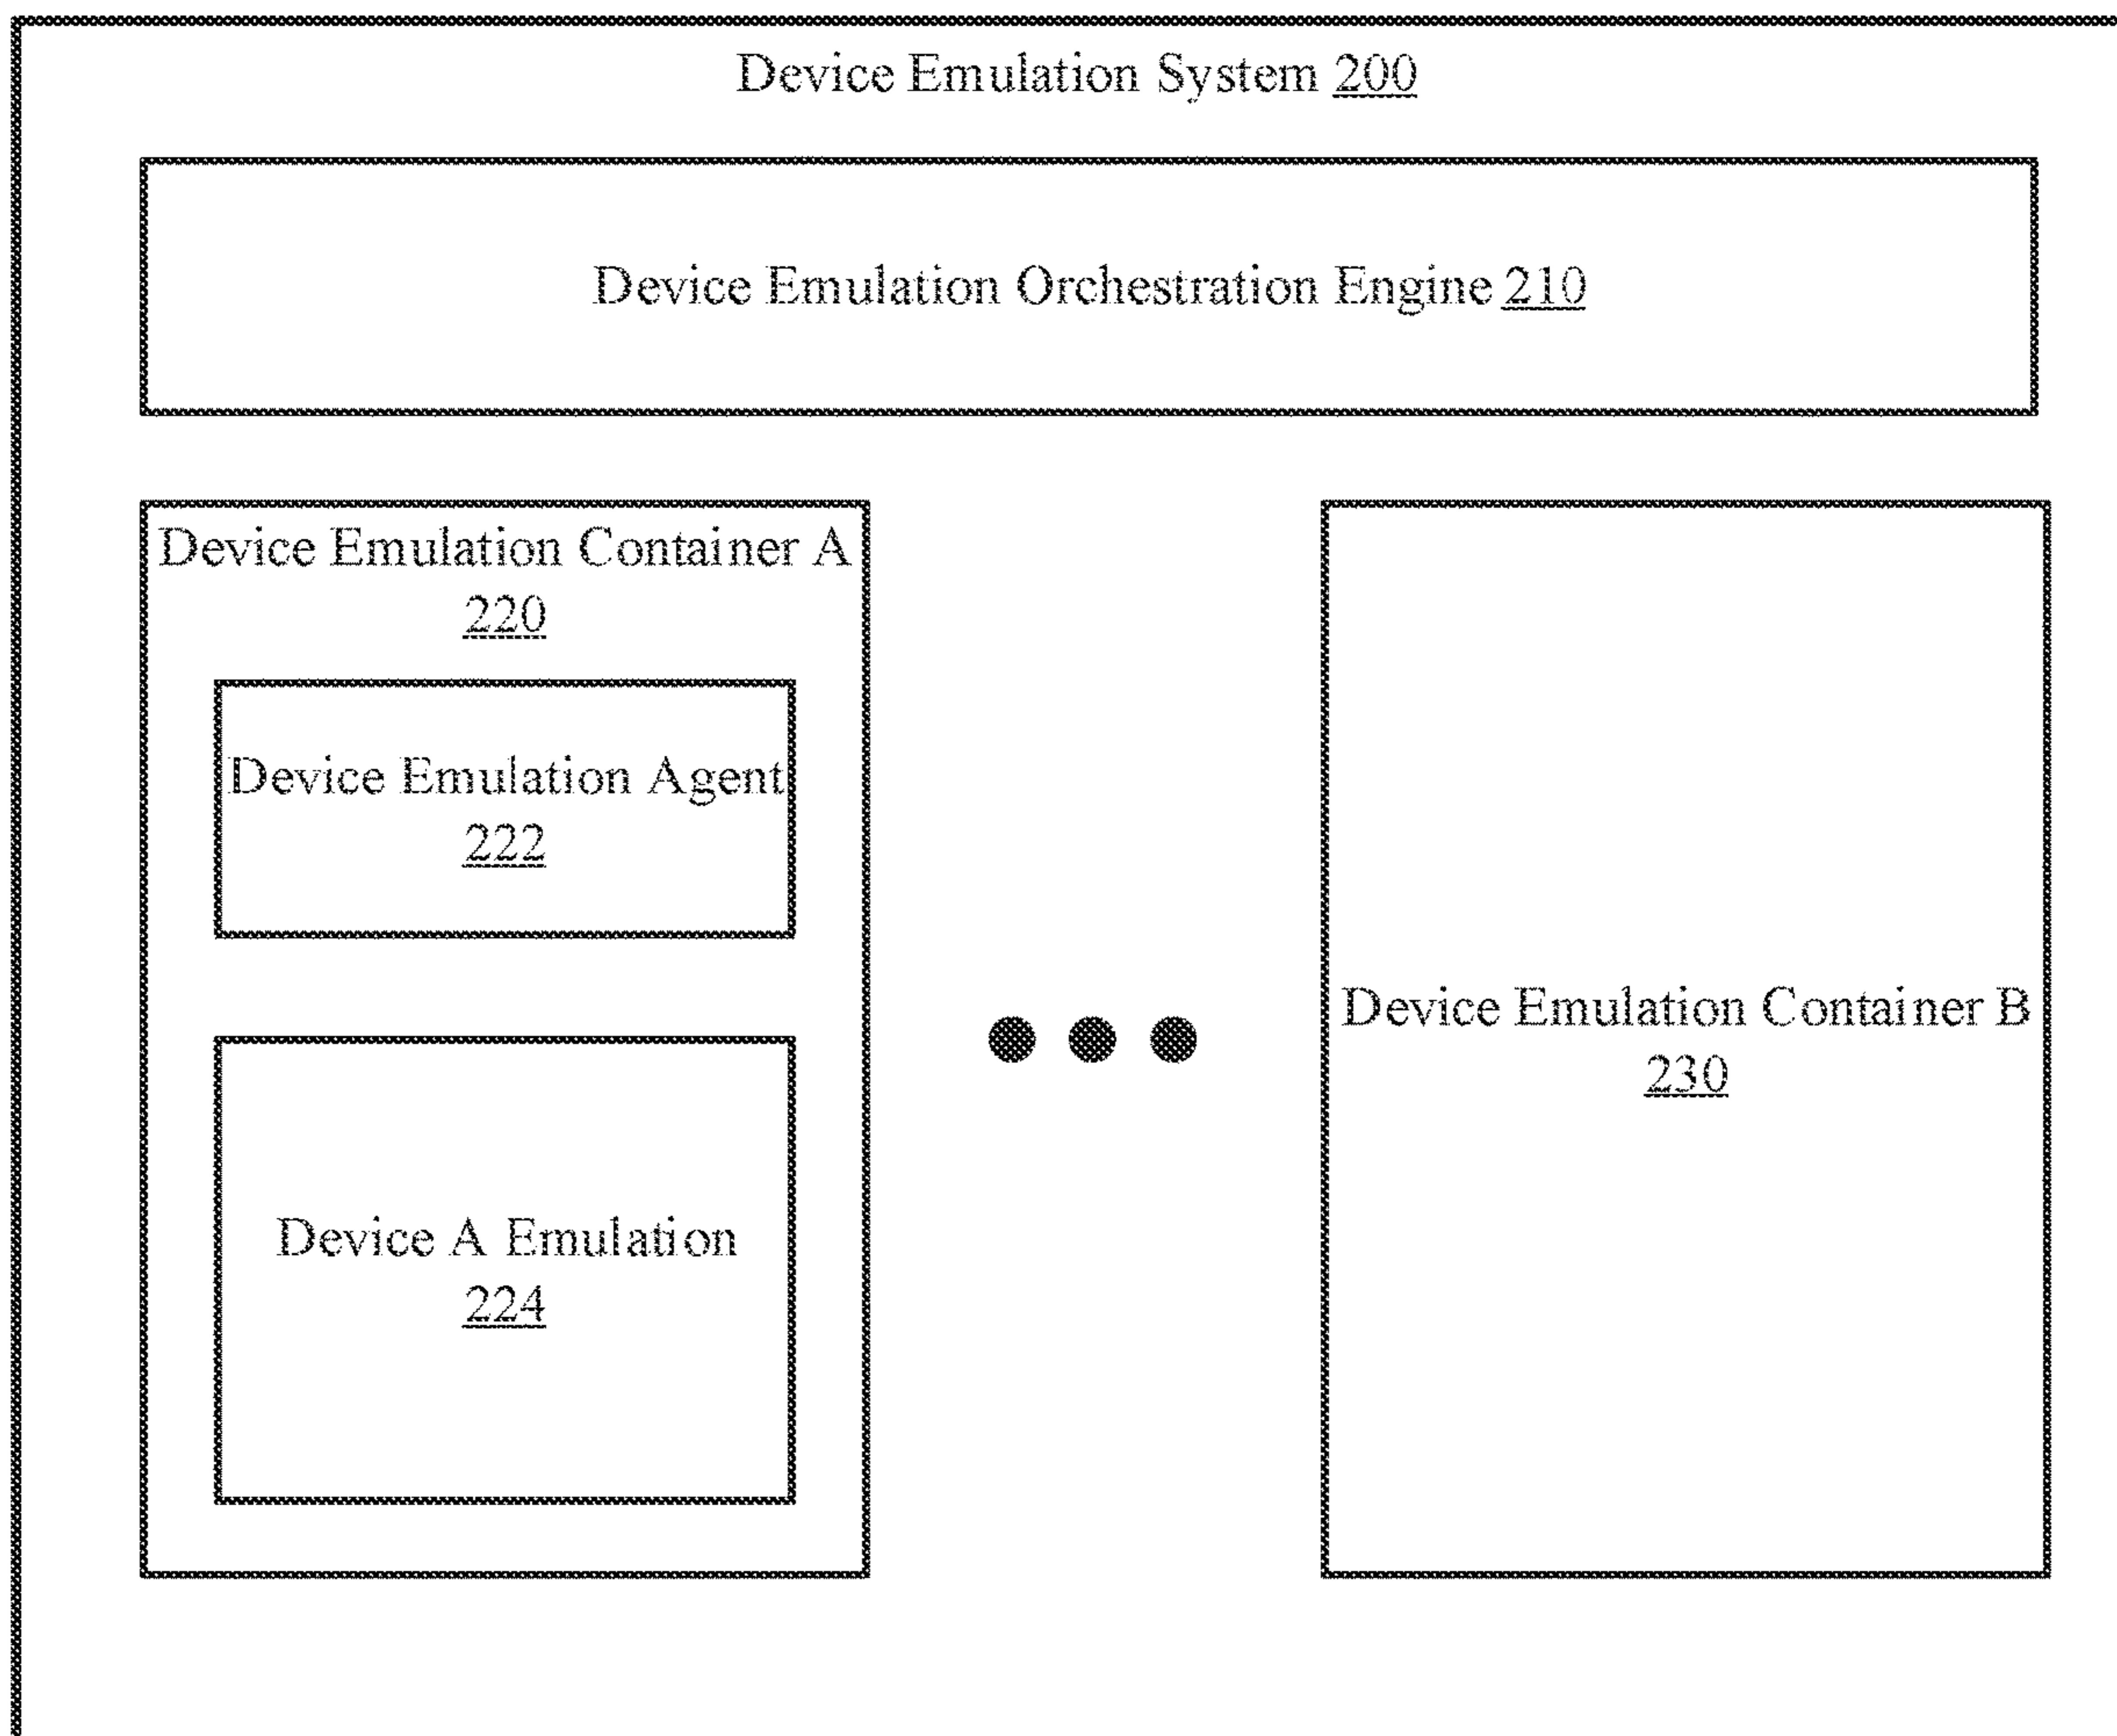 Device Emulation System 200
Device Emulation Orchestration Engine 210
Device Emulation Container A
220
Device Emulation Agent
222
Device A Emulation
224
Device Emulation Container B
230